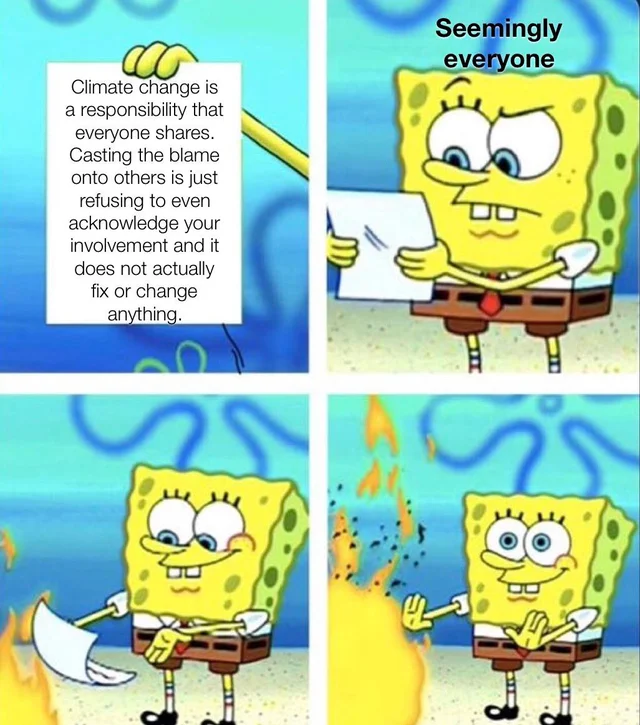 Climate change is
a responsibility that
everyone shares.
Casting the blame
onto others is just
refusing to even
acknowledge your
involvement and it
does not actually
fix or change
anything.
Seemingly
everyone